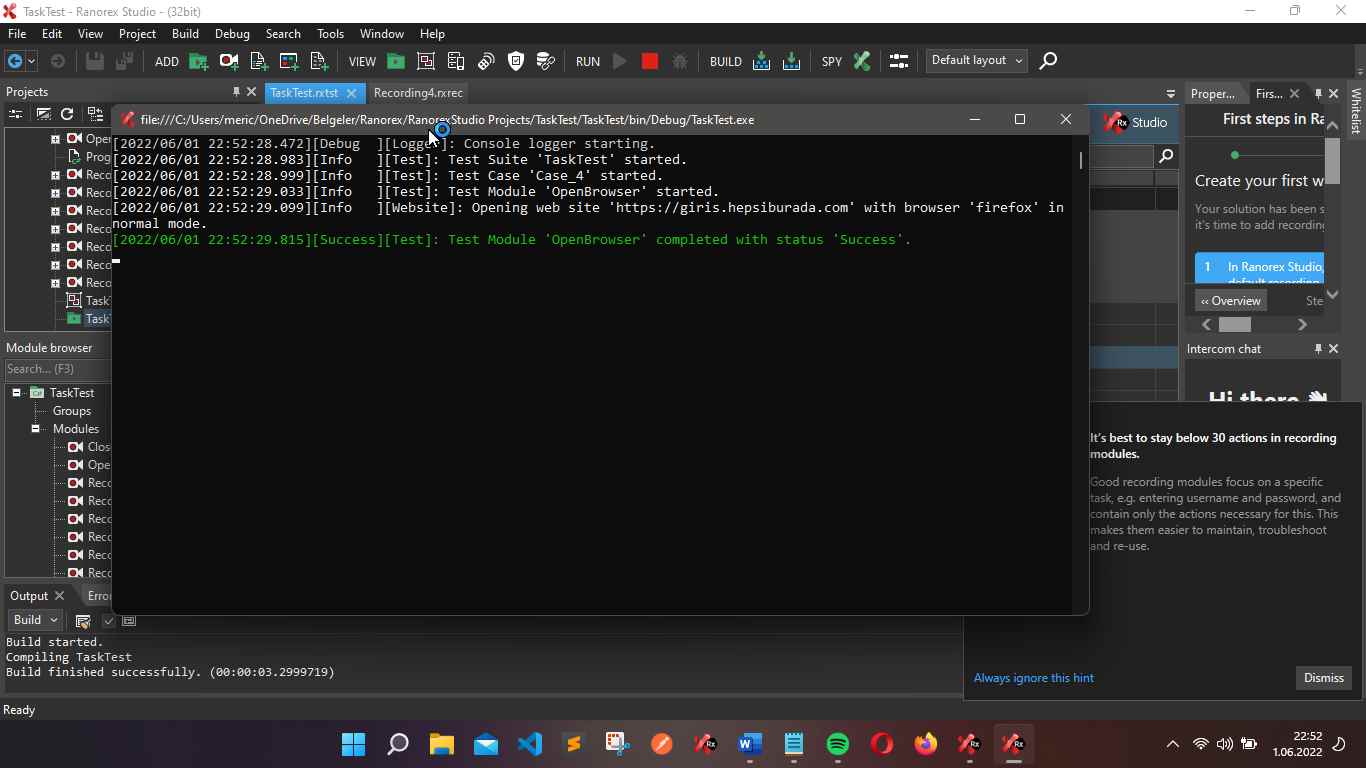 TaskTest - Ranorex Studio - (32bit)
File Edit View Project Build Debug Search Tools Window Help
ADD VIEW RUN BUILD SPY Default layout
Projects
TaskTest.rxtst Recording4.rxrec
Proper... Firs...
Whitelist
file:///C:/Users/meric/OneDrive/Belgeler/Ranorex/RanorexStudio Projects/TaskTest/TaskTest/bin/Debug/TaskTest.exe
Rx Studio
First steps in Ra
Create your first w
Your solution has been s
it's time to add recording
1 In Ranorex Studio,
default recording
‹‹ Overview Ste
Oper
Prog
Reco
Reco
Reco
Reco
Reco
Reco
Reco
TaskT
TaskT
[2022/06/01 22:52:28.472][Debug ][Logger]: Console logger starting.
[2022/06/01 22:52:28.983][Info ][Test]: Test Suite 'TaskTest' started.
[2022/06/01 22:52:28.999][Info ][Test]: Test Case 'Case_4' started.
[2022/06/01 22:52:29.033][Info ][Test]: Test Module 'OpenBrowser' started.
[2022/06/01 22:52:29.099][Info ][Website]: Opening web site 'https://giris.hepsiburada.com' with browser 'firefox' in
normal mode.
[2022/06/01 22:52:29.815][Success][Test]: Test Module 'OpenBrowser' completed with status 'Success'.
Module browser
Search... (F3)
TaskTest
Groups
Modules
Clos
Ope
Reco
Reco
Reco
Reco
Reco
Reco
Intercom chat
Hi there
It's best to stay below 30 actions in recording
modules.
Good recording modules focus on a specific
task, e.g. entering username and password, and
contain only the actions necessary for this. This
makes them easier to maintain, troubleshoot
and re-use.
Always ignore this hint
Dismiss
Output Error
Build
Build started.
Compiling TaskTest
Build finished successfully. (00:00:03.2999719)
Ready
22:52
1.06.2022